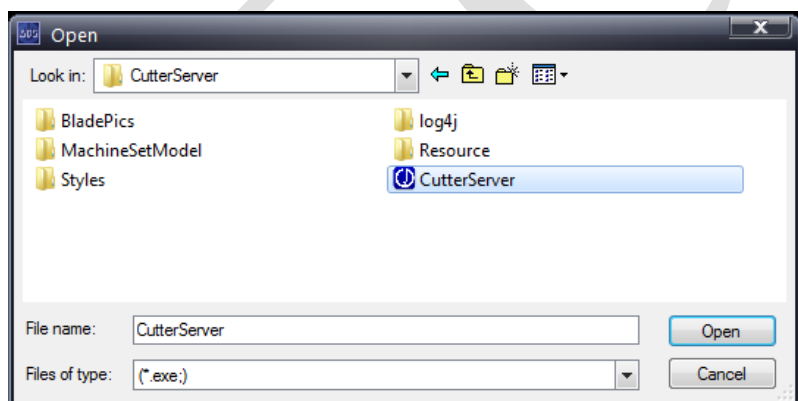 Open
Look in: CutterServer
BladePics log4j
MachineSetModel Resource
Styles CutterServer
File name: CutterServer Open
Files of type: (*.exe;) Cancel